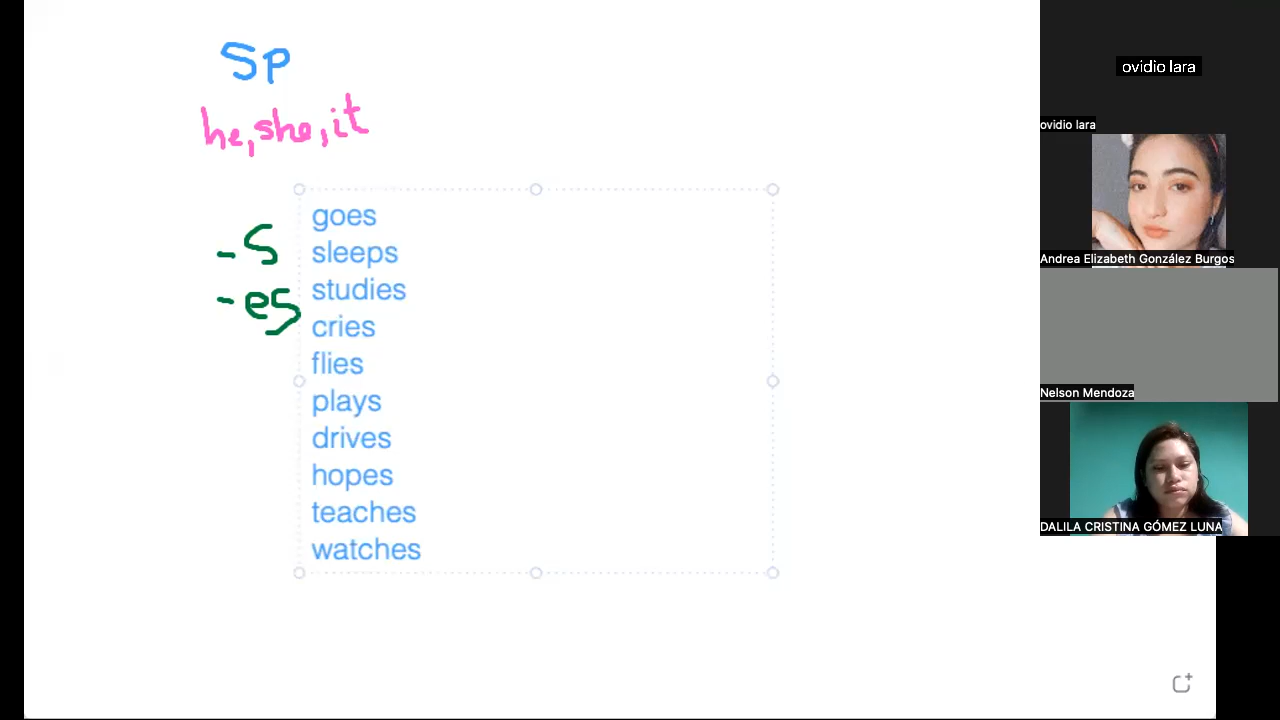 Sp
he, she, it
-s
-es
goes
sleeps
studies
cries
flies
plays
drives
hopes
teaches
watches
ovidio lara
ovidio lara
Andrea Elizabeth González Burgos
Nelson Mendoza
DALILA CRISTINA GÓMEZ LUNA